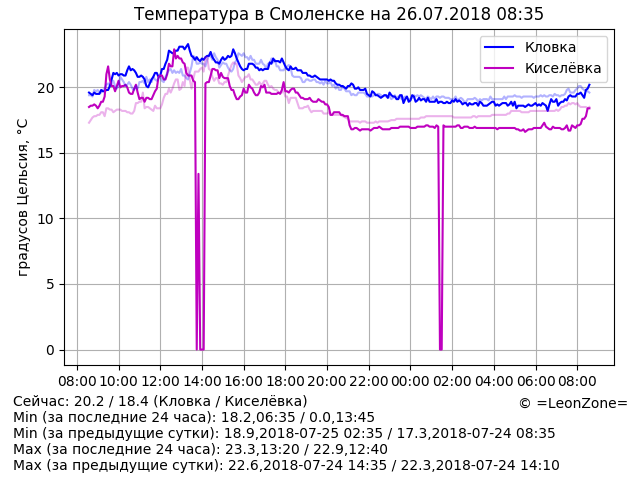 Температура в Смоленске на 26.07.2018 08:35
Кловка
Киселёвка
градусов Цельсия, °C
20
15
10
5
0
08:00 10:00 12:00 14:00 16:00 18:00 20:00 22:00 00:00 02:00 04:00 06:00 08:00
Сейчас: 20.2 / 18.4 (Кловка / Киселёвка)
© =LeonZone=
Min (за последние 24 часа): 18.2,06:35 / 0.0,13:45
Min (за предыдущие сутки): 18.9,2018-07-25 02:35 / 17.3,2018-07-24 08:35
Max (за последние 24 часа): 23.3,13:20 / 22.9,12:40
Max (за предыдущие сутки): 22.6,2018-07-24 14:35 / 22.3,2018-07-24 14:10